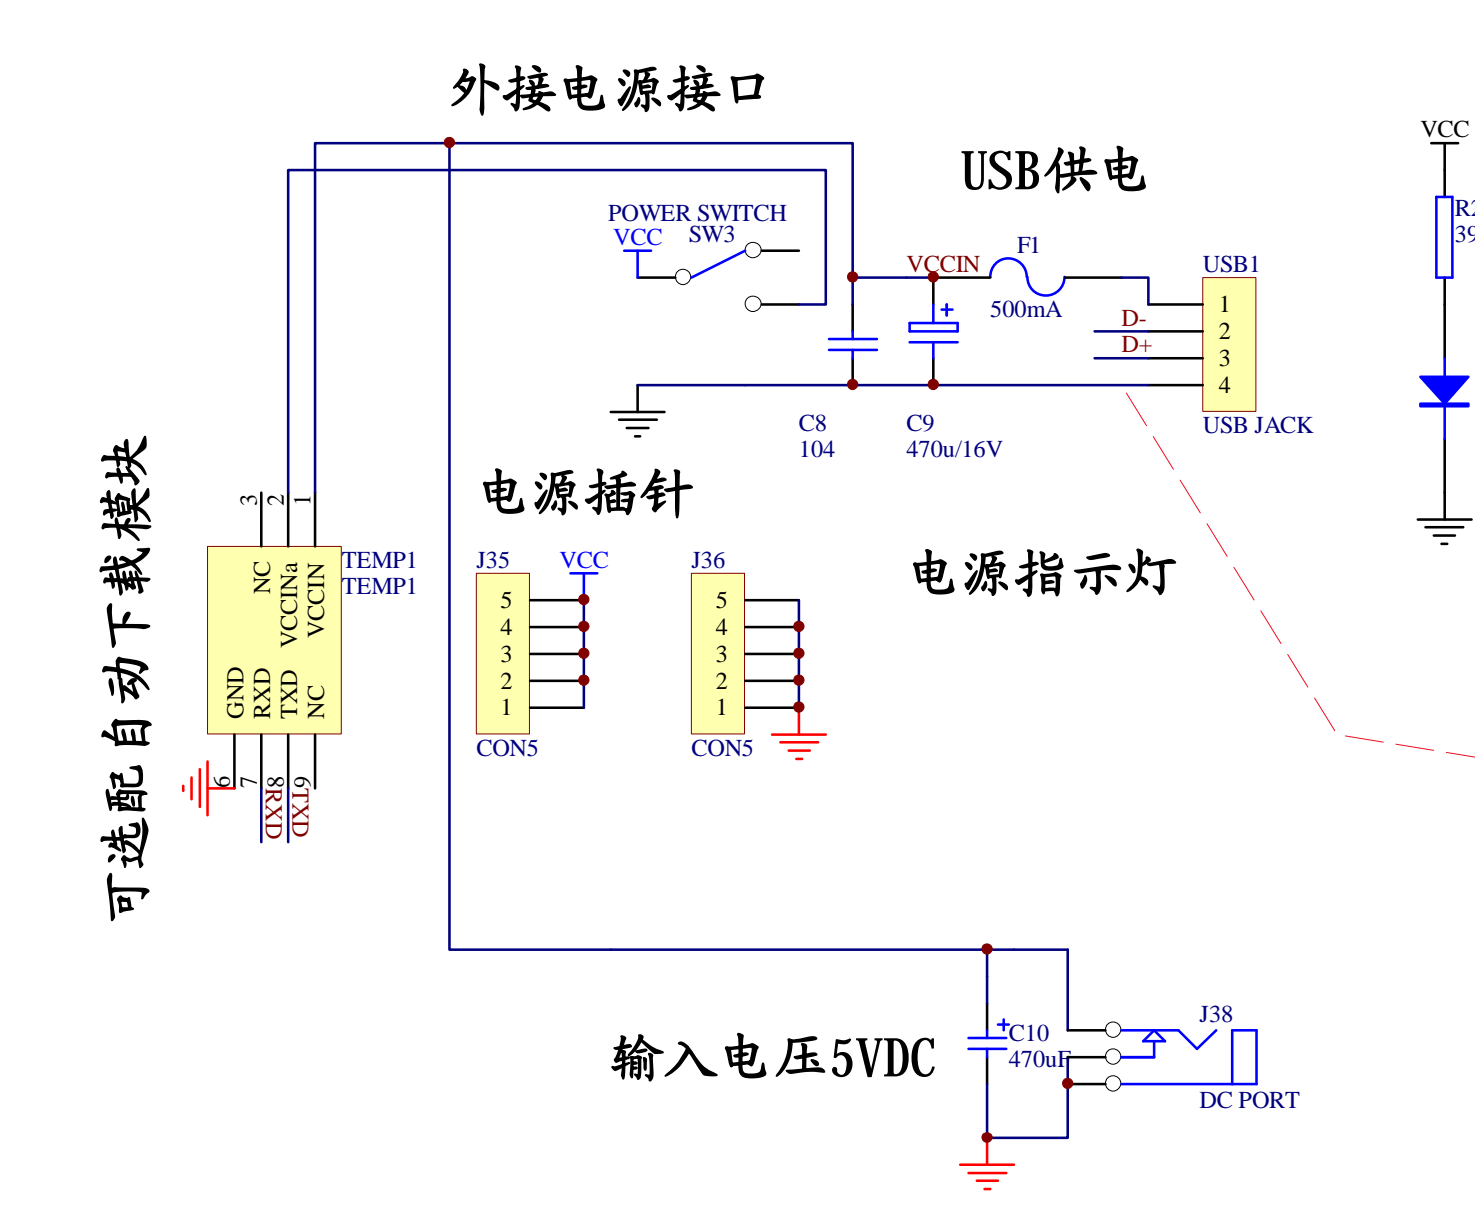 外接电源接口
VCC
USB供电
POWER SWITCH
VCC
SW3
F1
VCCIN
500mA
USB1
1
2
3
4
D-
D+
USB JACK
C8
104
C9
470u/16V
电源插针
电源指示灯
可选配自动下载模块
3
2
1
TEMP1
TEMP1
NC
VCCINa
VCCIN
GND
RXD
TXD
NC
6
7
8
9
RXD
TXD
J35
VCC
5
4
3
2
1
CON5
J36
5
4
3
2
1
CON5
输入电压5VDC
C10
470uF
J38
DC PORT